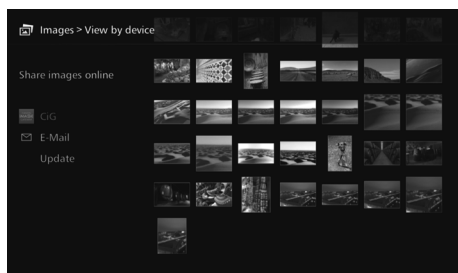 Images > View by device
Share images online
CiG
E-Mail
Update